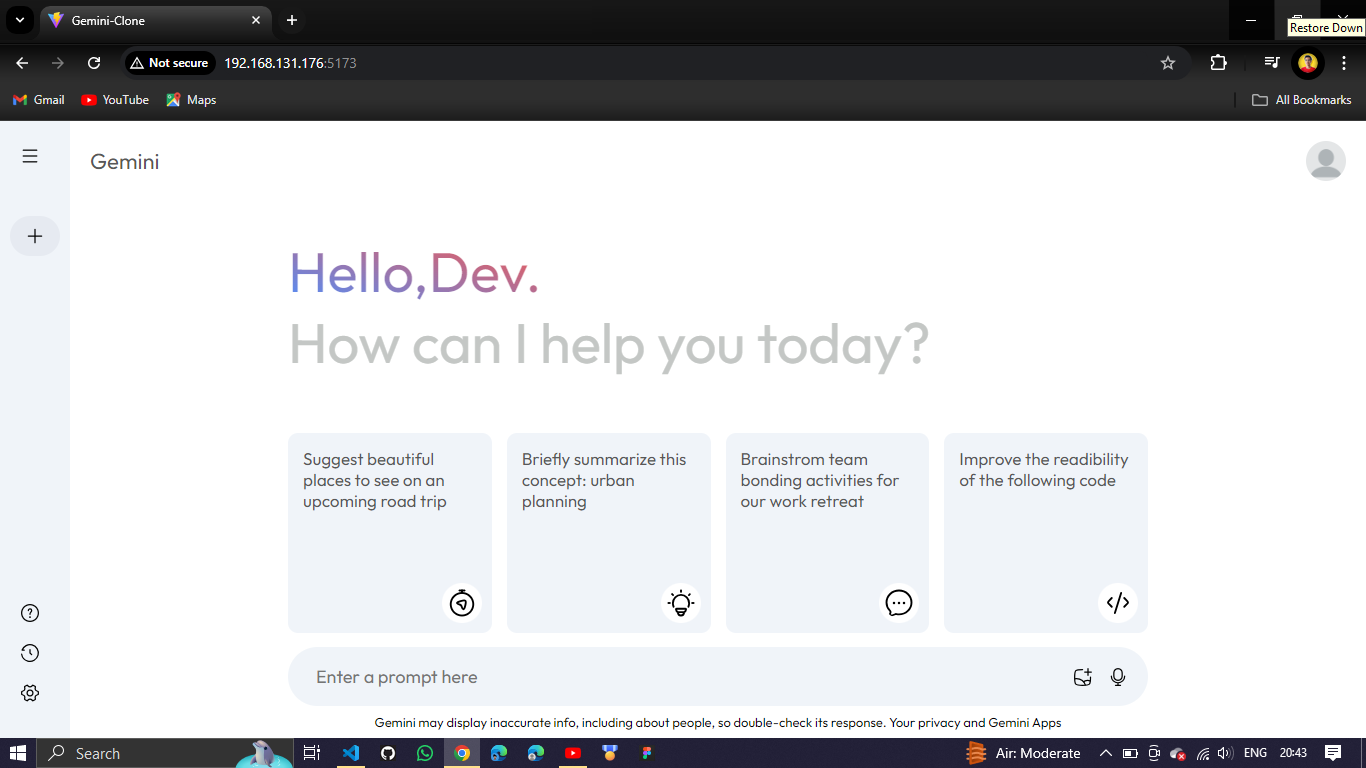 Gemini-Clone
Restore Down
Not secure
192.168.131.176:5173
Gmail
YouTube
Maps
All Bookmarks
Gemini
Hello,Dev.
How can I help you today?
Suggest beautiful
places to see on an
upcoming road trip
Briefly summarize this
concept: urban
planning
Brainstrom team
bonding activities for
our work retreat
Improve the readibility
of the following code
Enter a prompt here
Gemini may display inaccurate info, including about people, so double-check its response. Your privacy and Gemini Apps
Search
Air: Moderate
ENG
20:43